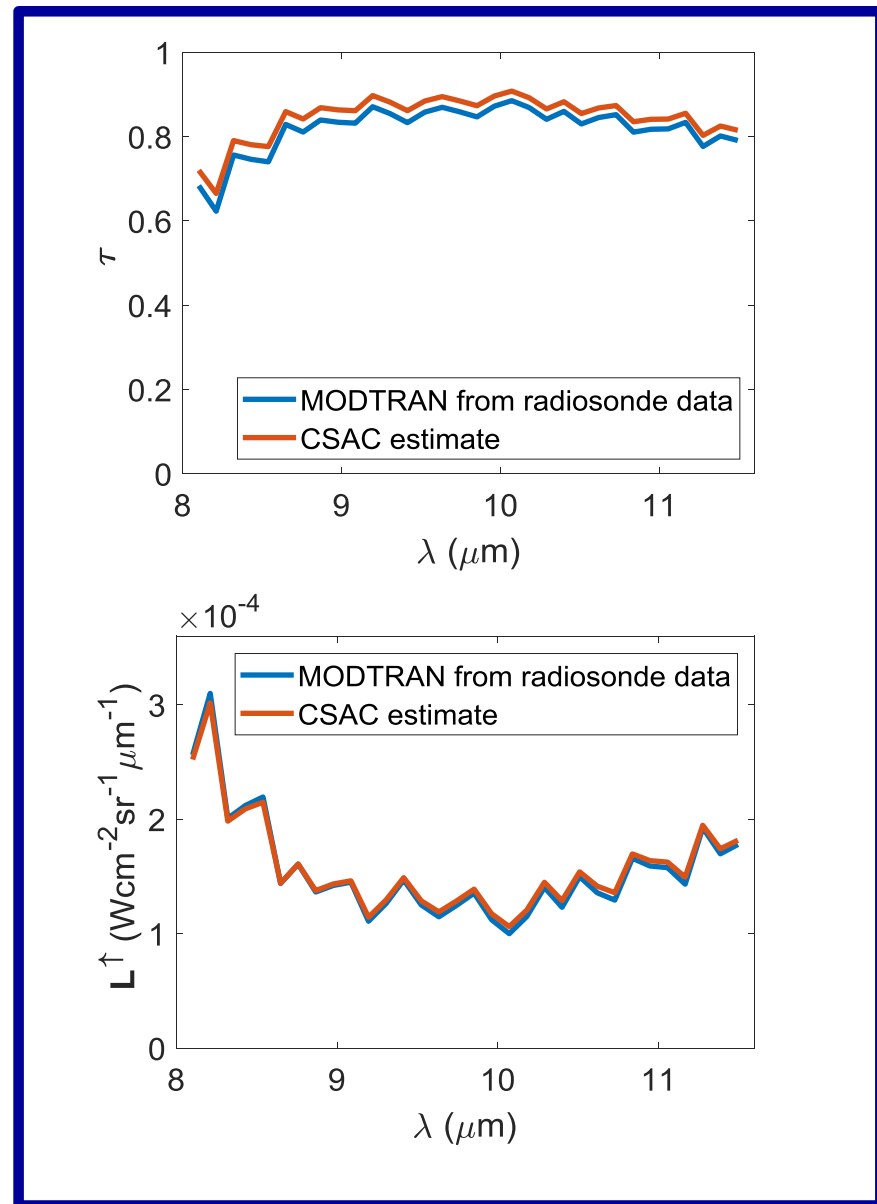 1
0.8
0.6
τ
0.4
0.2
0
MODTRAN from radiosonde data
CSAC estimate
8 9 10 11
λ (μm)
×10⁻⁴
MODTRAN from radiosonde data
CSAC estimate
3
2
1
0
L↑ (Wcm⁻²sr⁻¹μm⁻¹)
8 9 10 11
λ (μm)